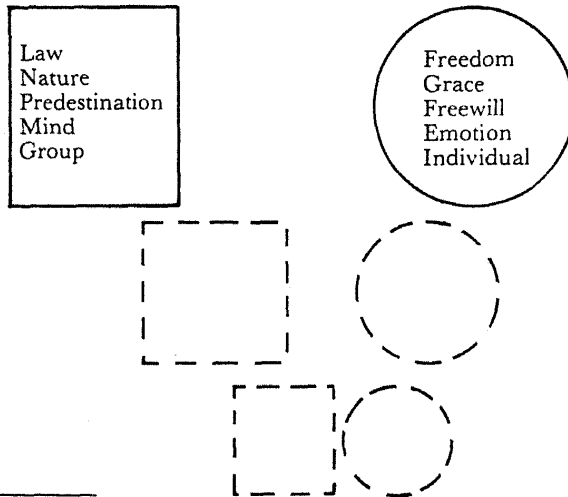 Law
Nature
Predestination
Mind
Group
Freedom
Grace
Freewill
Emotion
Individual